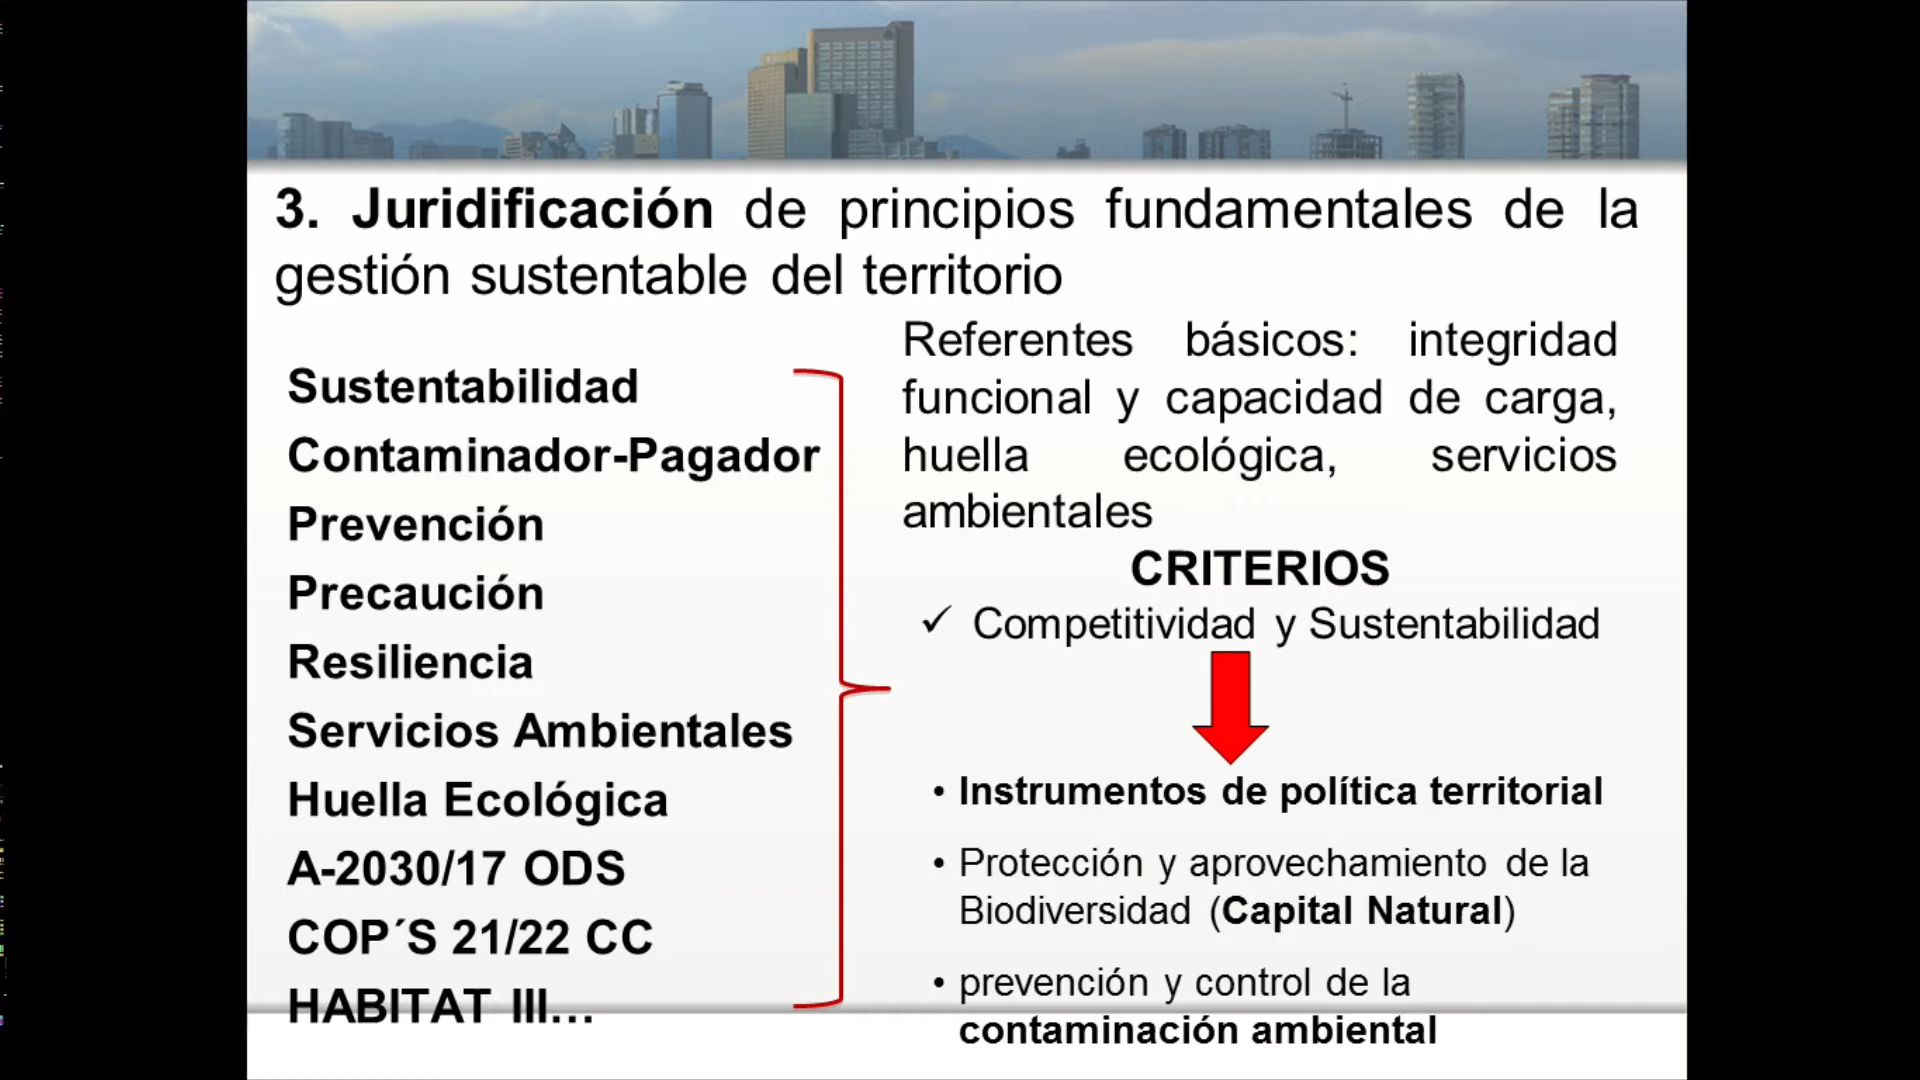 3. Juridificación de principios fundamentales de la
gestión sustentable del territorio
Sustentabilidad
Contaminador-Pagador
Prevención
Precaución
Resiliencia
Servicios Ambientales
Huella Ecológica
A-2030/17 ODS
COP´S 21/22 CC
HABITAT III…
Referentes básicos: integridad
funcional y capacidad de carga,
huella ecológica, servicios
ambientales
CRITERIOS
✓ Competitividad y Sustentabilidad
• Instrumentos de política territorial
• Protección y aprovechamiento de la
Biodiversidad (Capital Natural)
• prevención y control de la
contaminación ambiental